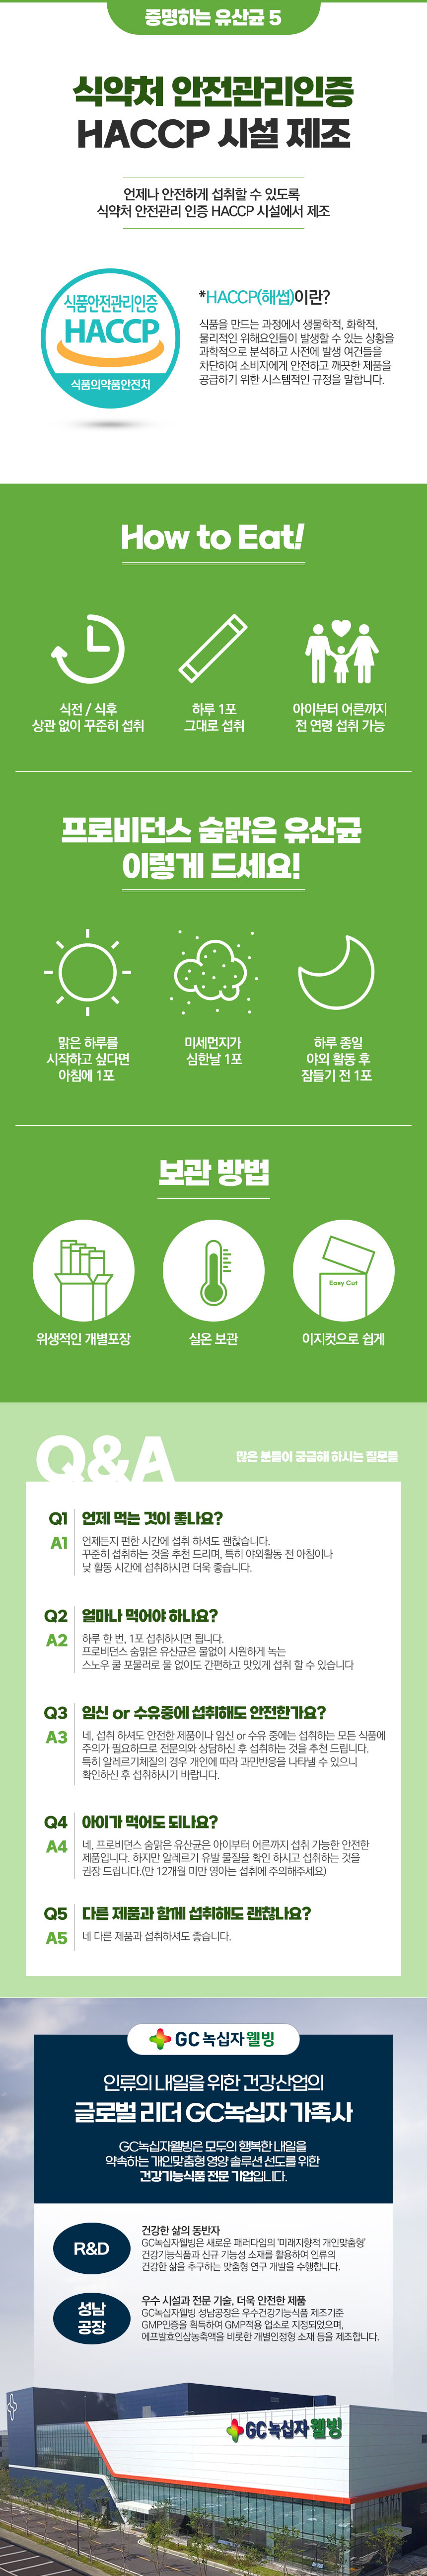 증명하는 유산균 5
식약처 안전관리인증
HACCP 시설 제조
언제나 안전하게 섭취할 수 있도록
식약처 안전관리 인증 HACCP 시설에서 제조
식품안전관리인증
HACCP
식품의약품안전처
*HACCP(해썹)이란?
식품을 만드는 과정에서 생물학적, 화학적,
물리적인 위해요인들이 발생할 수 있는 상황을
과학적으로 분석하고 사전에 발생 여건들을
차단하여 소비자에게 안전하고 깨끗한 제품을
공급하기 위한 시스템적인 규정을 말합니다.
How to Eat!
식전 / 식후
상관 없이 꾸준히 섭취
하루 1포
그대로 섭취
아이부터 어른까지
전 연령 섭취 가능
프로비던스 숨맑은 유산균
이렇게 드세요!
맑은 하루를
시작하고 싶다면
아침에 1포
미세먼지가
심한날 1포
하루 종일
야외 활동 후
잠들기 전 1포
보관 방법
Easy Cut
위생적인 개별포장
실온 보관
이지컷으로 쉽게
Q&A
많은 분들이 궁금해 하시는 질문들
Q1 언제 먹는 것이 좋나요?
A1 언제든지 편한 시간에 섭취 하셔도 괜찮습니다.
꾸준히 섭취하는 것을 추천 드리며, 특히 야외활동 전 아침이나
낮 활동 시간에 섭취하시면 더욱 좋습니다.
Q2 얼마나 먹어야 하나요?
A2 하루 한 번, 1포 섭취하시면 됩니다.
프로비던스 숨맑은 유산균은 물없이 시원하게 녹는
스노우 쿨 포뮬러로 물 없이도 간편하고 맛있게 섭취 할 수 있습니다
Q3 임신 or 수유중에 섭취해도 안전한가요?
A3 네, 섭취 하셔도 안전한 제품이나 임신 or 수유 중에는 섭취하는 모든 식품에
주의가 필요하므로 전문의와 상담하신 후 섭취하는 것을 추천 드립니다.
특히 알레르기체질의 경우 개인에 따라 과민반응을 나타낼 수 있으니
확인하신 후 섭취하시기 바랍니다.
Q4 아이가 먹어도 되나요?
A4 네, 프로비던스 숨맑은 유산균은 아이부터 어른까지 섭취 가능한 안전한
제품입니다. 하지만 알레르기 유발 물질을 확인 하시고 섭취하는 것을
권장 드립니다.(만 12개월 미만 영아는 섭취에 주의해주세요)
Q5 다른 제품과 함께 섭취해도 괜찮나요?
A5 네 다른 제품과 섭취하셔도 좋습니다.
GC 녹십자웰빙
인류의 내일을 위한 건강산업의
글로벌 리더 GC녹십자 가족사
GC녹십자웰빙은 모두의 행복한 내일을
약속하는 개인맞춤형 영양 솔루션 선도를 위한
건강기능식품 전문 기업입니다.
R&D
건강한 삶의 동반자
GC녹십자웰빙은 새로운 패러다임의 '미래지향적 개인맞춤형'
건강기능식품과 신규 기능성 소재를 활용하여 인류의
건강한 삶을 추구하는 맞춤형 연구 개발을 수행합니다.
성남
공장
우수 시설과 전문 기술, 더욱 안전한 제품
GC녹십자웰빙 성남공장은 우수건강기능식품 제조기준
GMP인증을 획득하여 GMP적용 업소로 지정되었으며,
에프발효인삼농축액을 비롯한 개별인정형 소재 등을 제조합니다.
GC녹십자웰빙